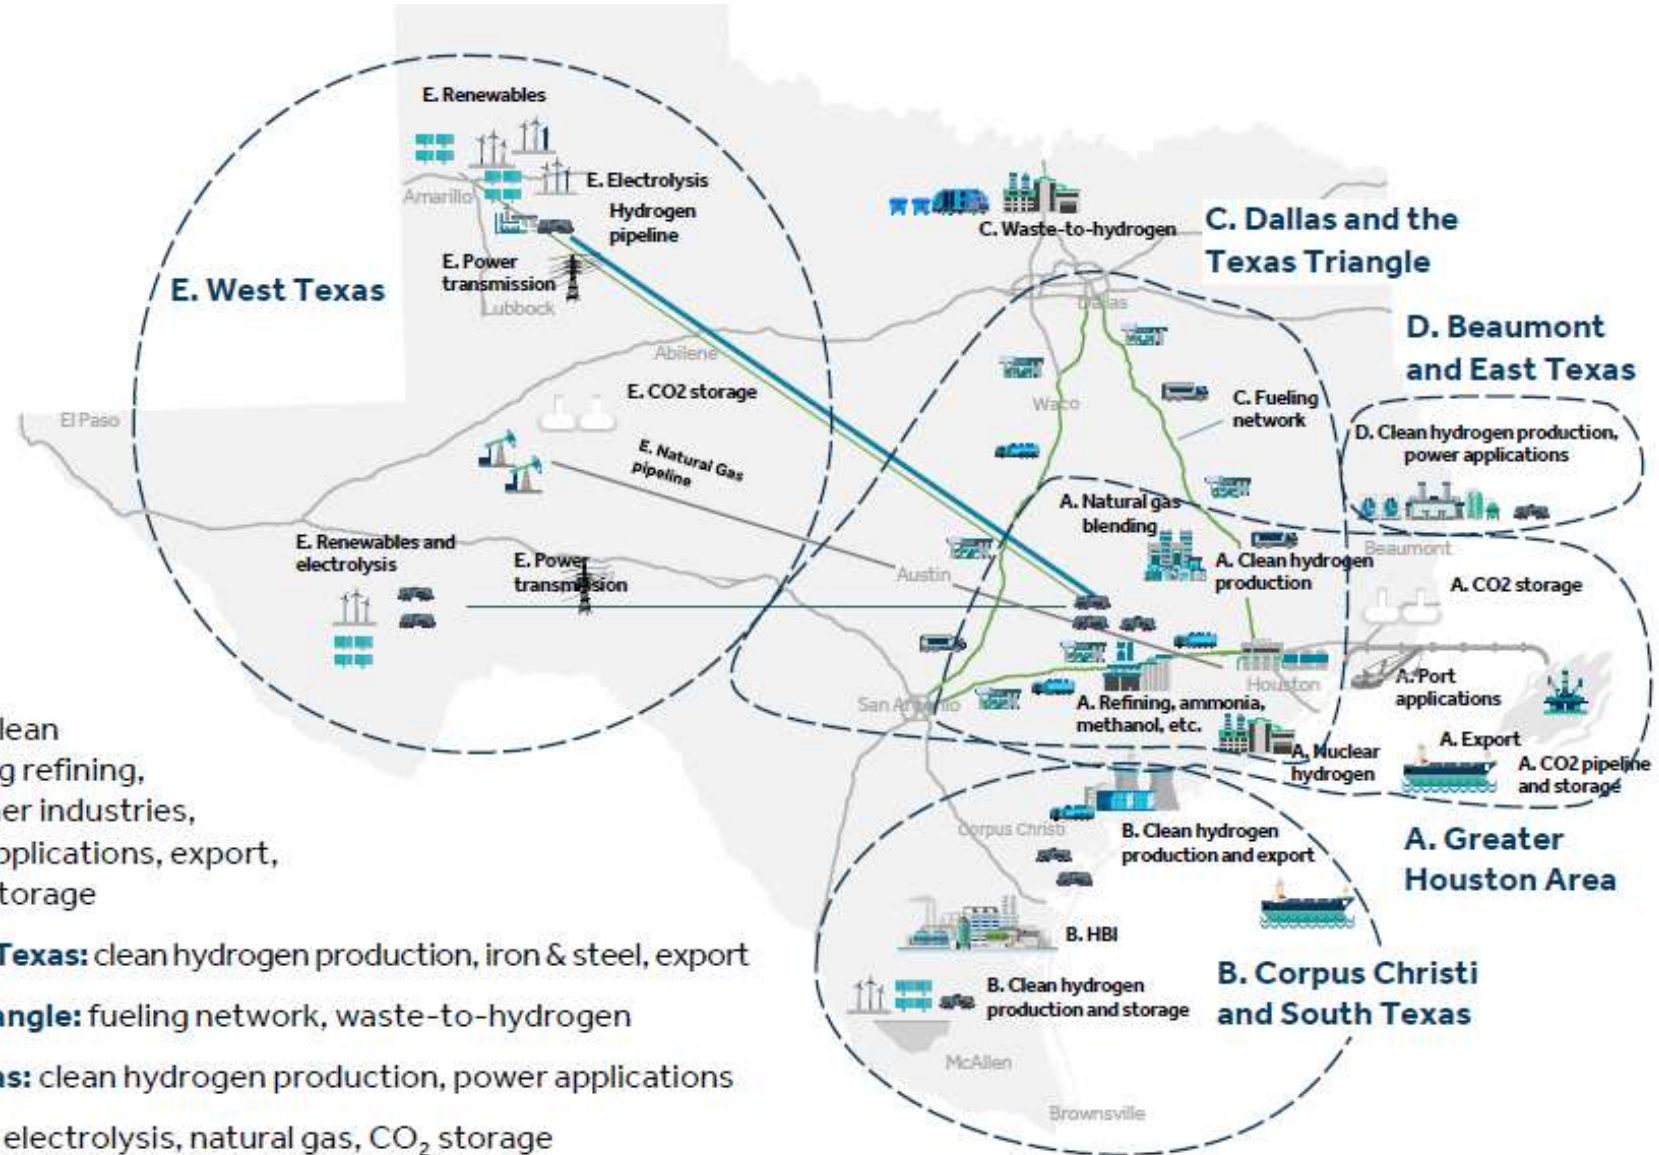 E. Renewables
E. Electrolysis
Hydrogen
pipeline
Amarillo
E. Power
transmission
E. West Texas
Lubbock
C. Waste-to-hydrogen
C. Dallas and the
Texas Triangle
Dallas
D. Beaumont
and East Texas
Abilene
E. CO2 storage
Waco
C. Fueling
network
El Paso
E. Natural Gas
pipeline
D. Clean hydrogen production,
power applications
A. Natural gas
blending
E. Renewables and
electrolysis
E. Power
transmission
Austin
A. Clean hydrogen
production
Beaumont
A. CO2 storage
San Antonio
Houston
A. Port
applications
A. Refining, ammonia,
methanol, etc.
A. Nuclear
hydrogen
A. Export
A. CO2 pipeline
and storage
A. Greater
Houston Area
Corpus Christi
B. Clean hydrogen
production and export
B. HBI
B. Clean hydrogen
production and storage
B. Corpus Christi
and South Texas
McAllen
Brownsville
lean
g refining,
er industries,
pplications, export,
torage
Texas: clean hydrogen production, iron & steel, export
angle: fueling network, waste-to-hydrogen
as: clean hydrogen production, power applications
electrolysis, natural gas, CO₂ storage